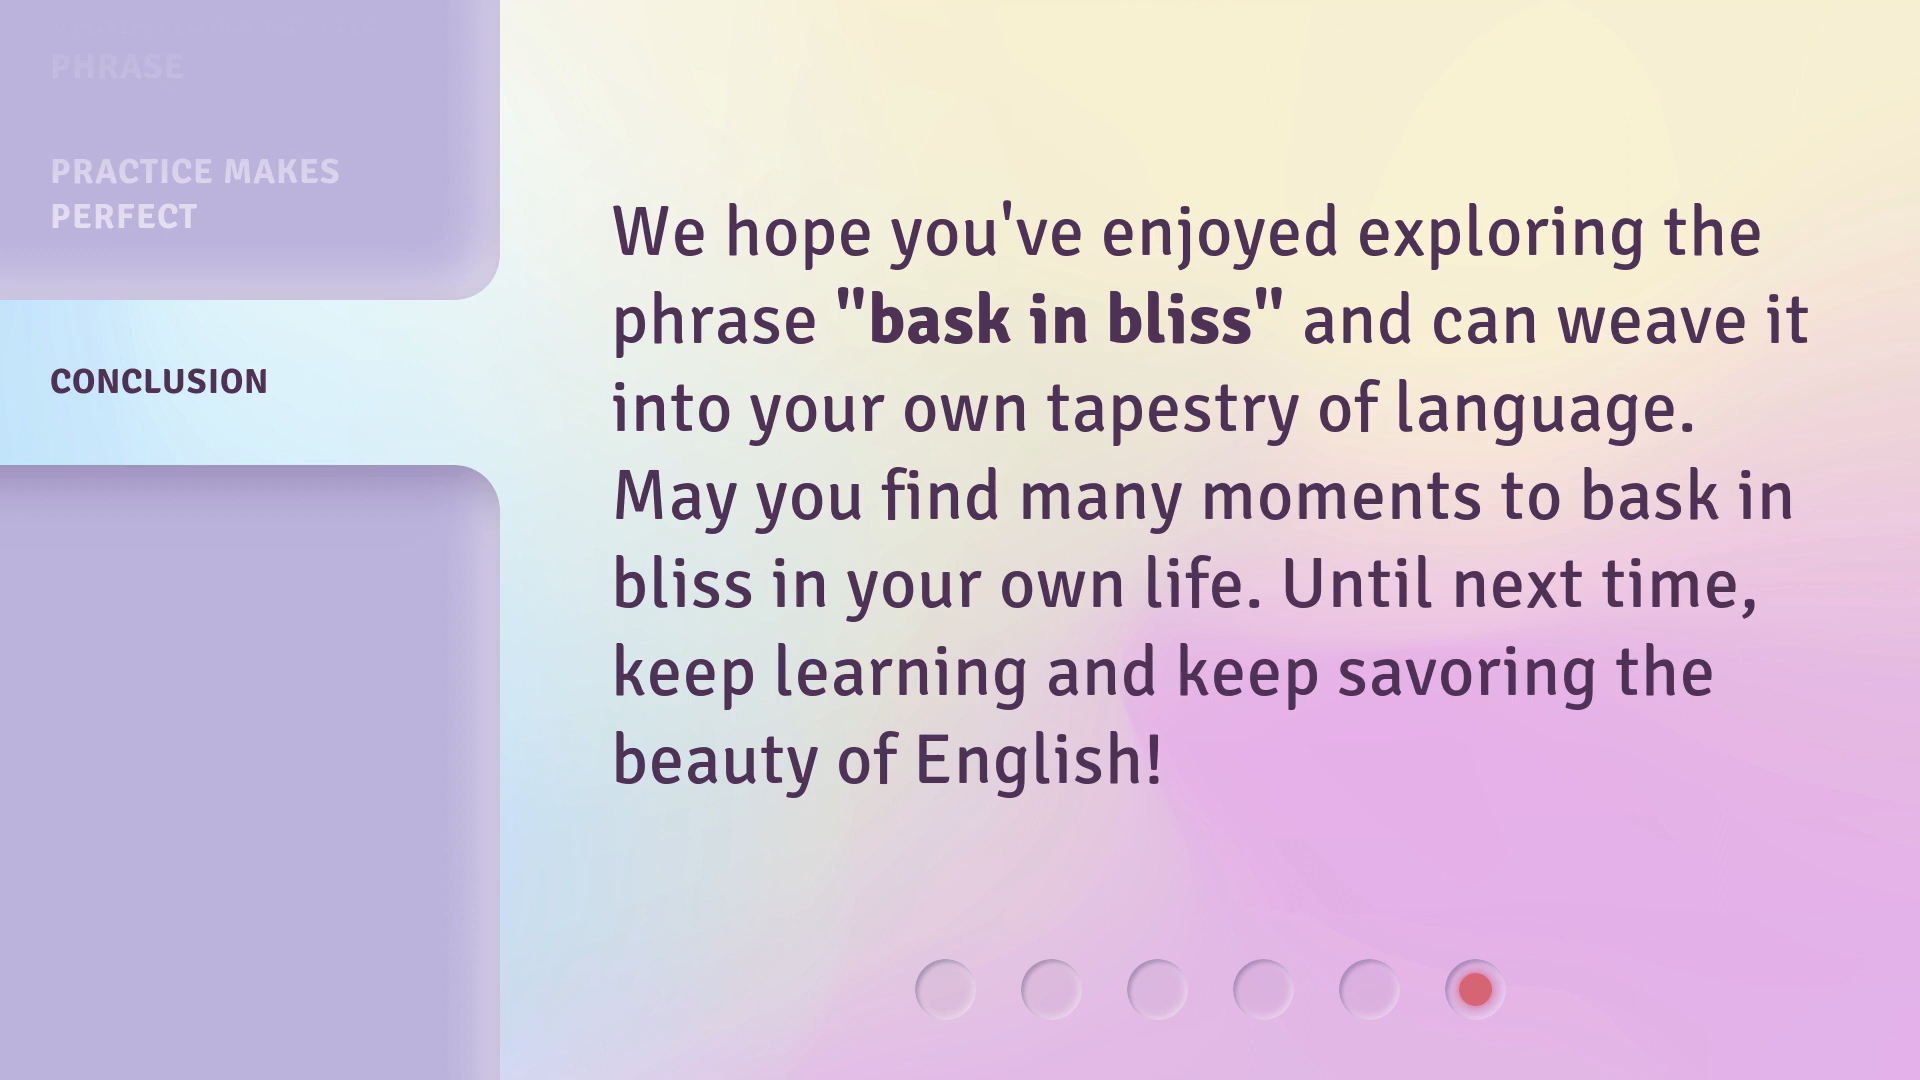 PHRASE
PRACTICE MAKES
PERFECT
CONCLUSION
We hope you've enjoyed exploring the
phrase "bask in bliss" and can weave it
into your own tapestry of language.
May you find many moments to bask in
bliss in your own life. Until next time,
keep learning and keep savoring the
beauty of English!